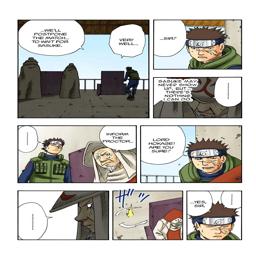 WE'LL
POSTPONE
THE MATCH...
TO WAIT FOR
SASUKE.
VERY
WELL...
...SIR?
SASUKE MAY
NEVER SHOW
UP, BUT...
THERE'S
NOTHING
I CAN DO.
INFORM
THE
PROCTOR...
LORD
HOKAGE! ARE
YOU SURE?
...YES,
SIR.